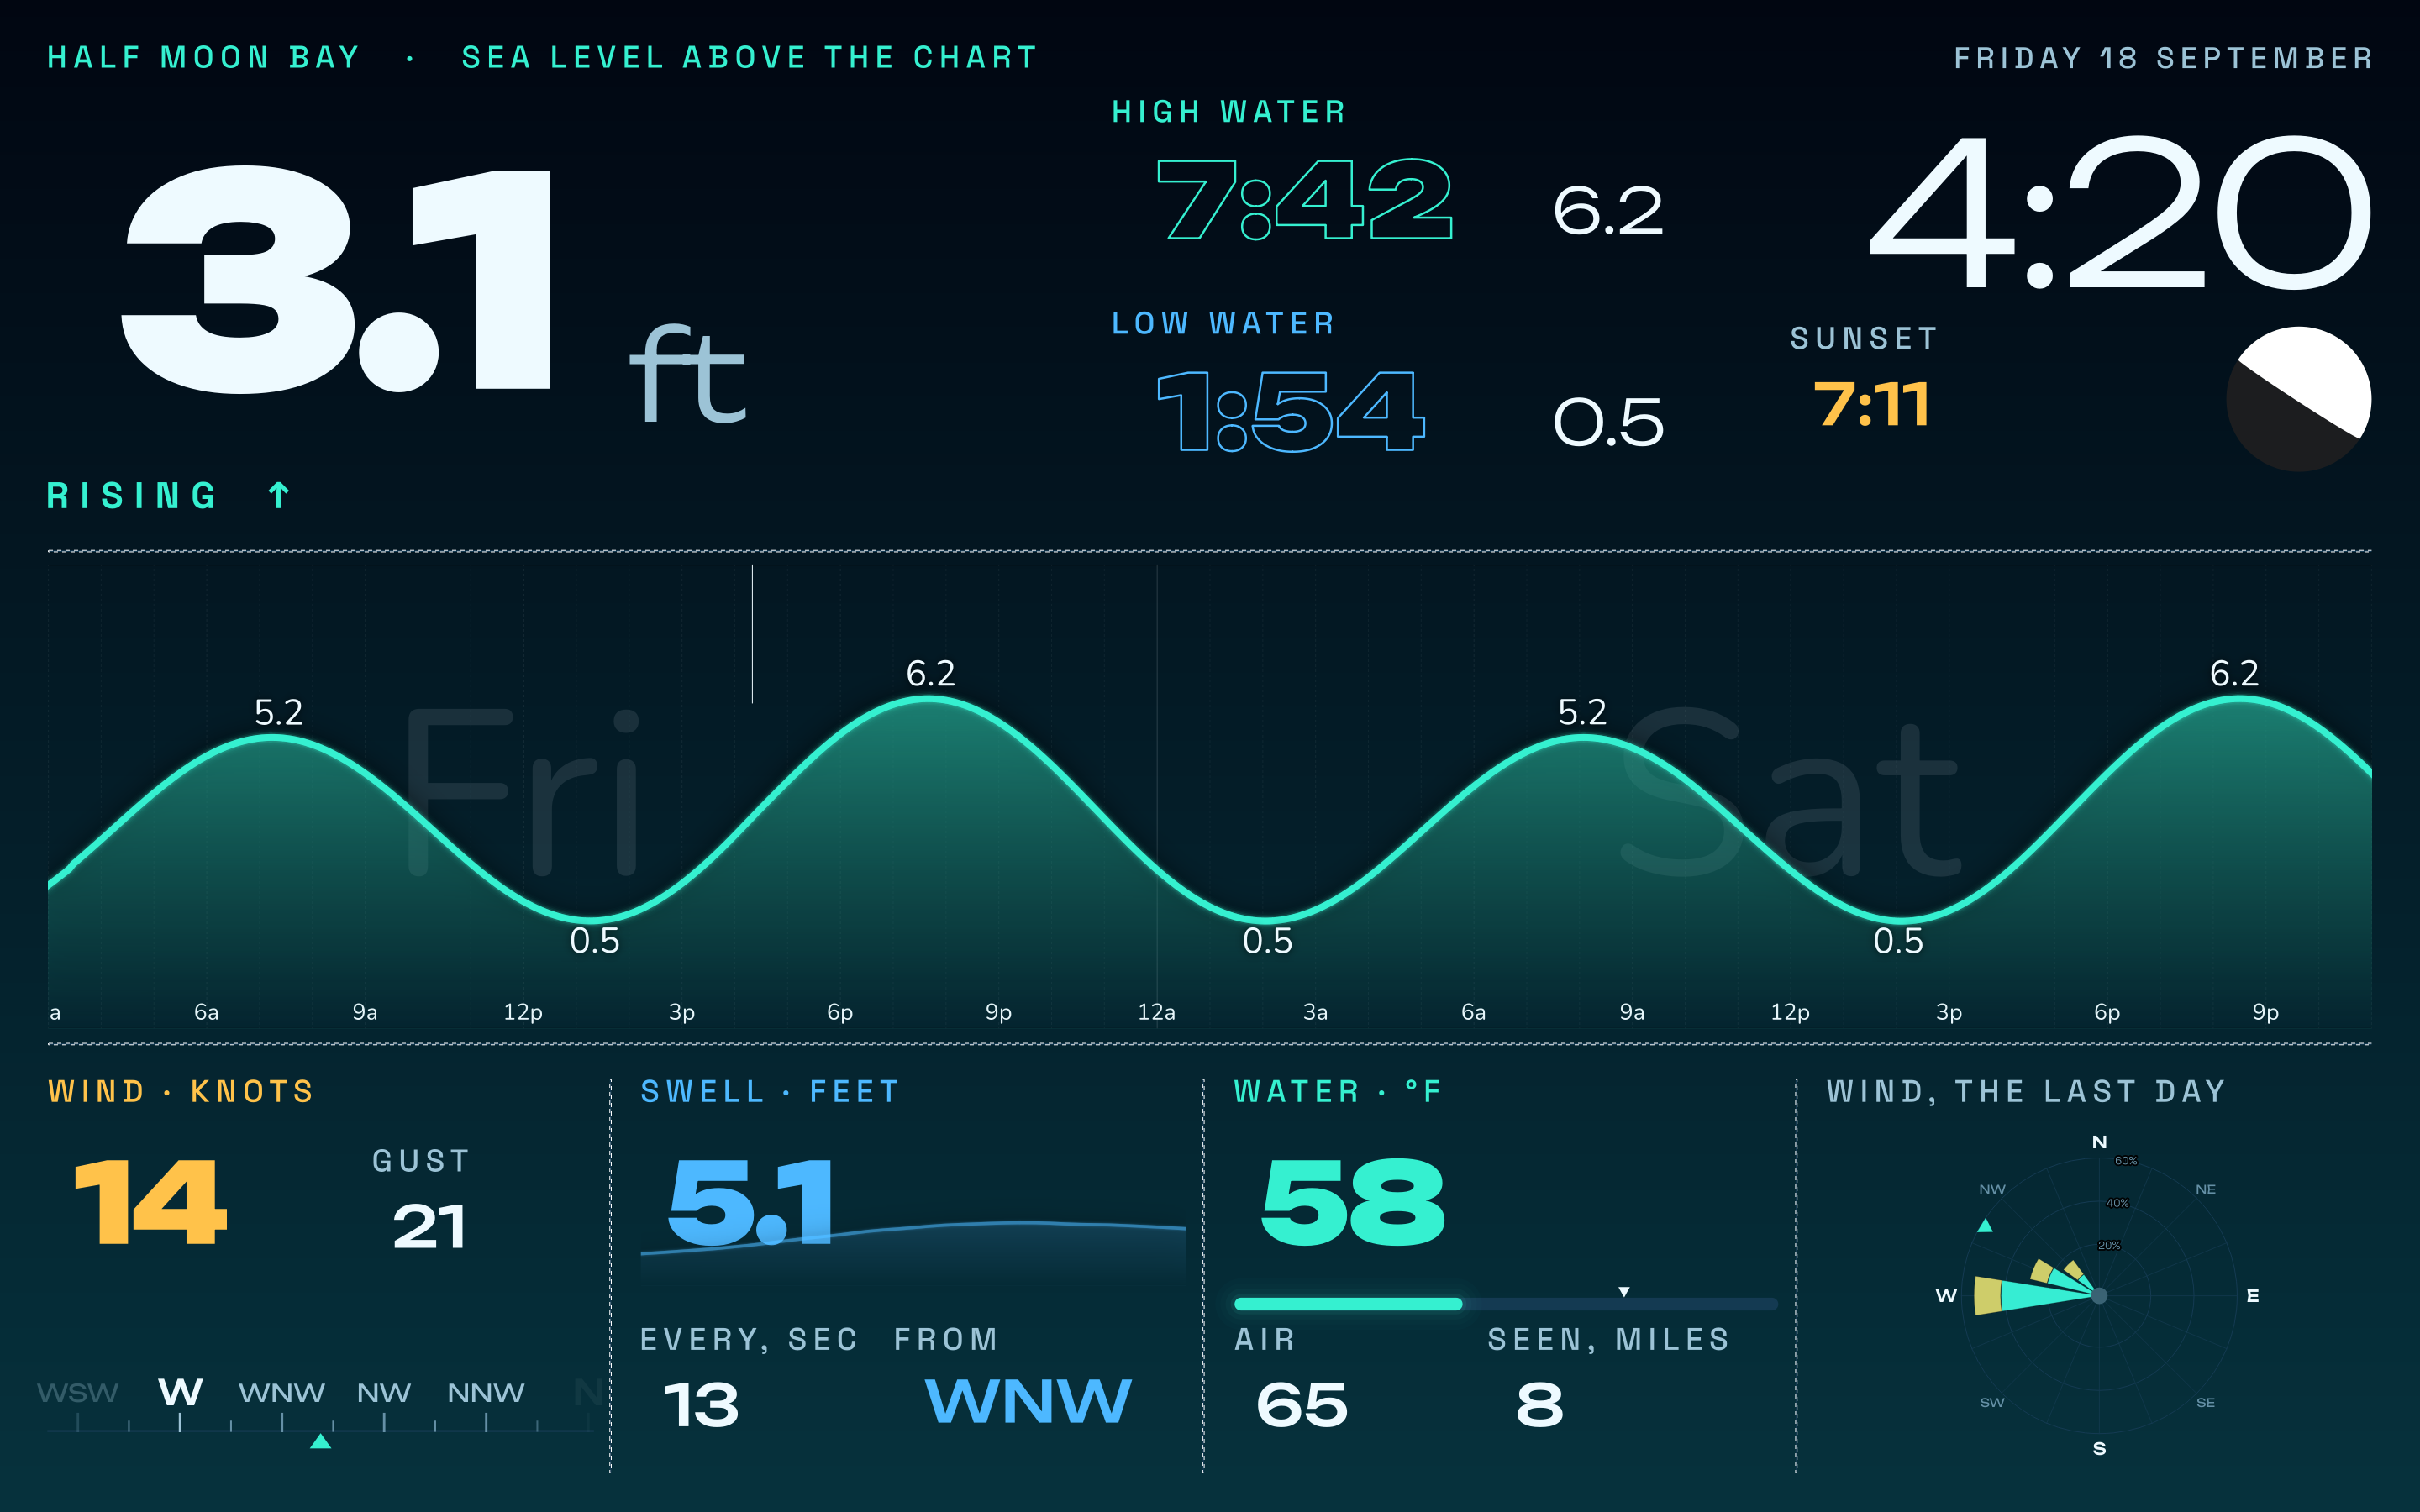 HALF MOON BAY · SEA LEVEL ABOVE THE CHART
FRIDAY 18 SEPTEMBER
3.1 ft
RISING ↑
HIGH WATER
7:42 6.2
LOW WATER
1:54 0.5
4:20
SUNSET
7:11
Fri
Sat
5.2
6.2
5.2
6.2
0.5
0.5
0.5
a 6a 9a 12p 3p 6p 9p 12a 3a 6a 9a 12p 3p 6p 9p
WIND · KNOTS
14
GUST
21
WSW W WNW NW NNW N
SWELL · FEET
5.1
EVERY, SEC FROM
13 WNW
WATER · °F
58
AIR SEEN, MILES
65 8
WIND, THE LAST DAY
N
60%
NW NE
40%
20%
W E
SW SE
S